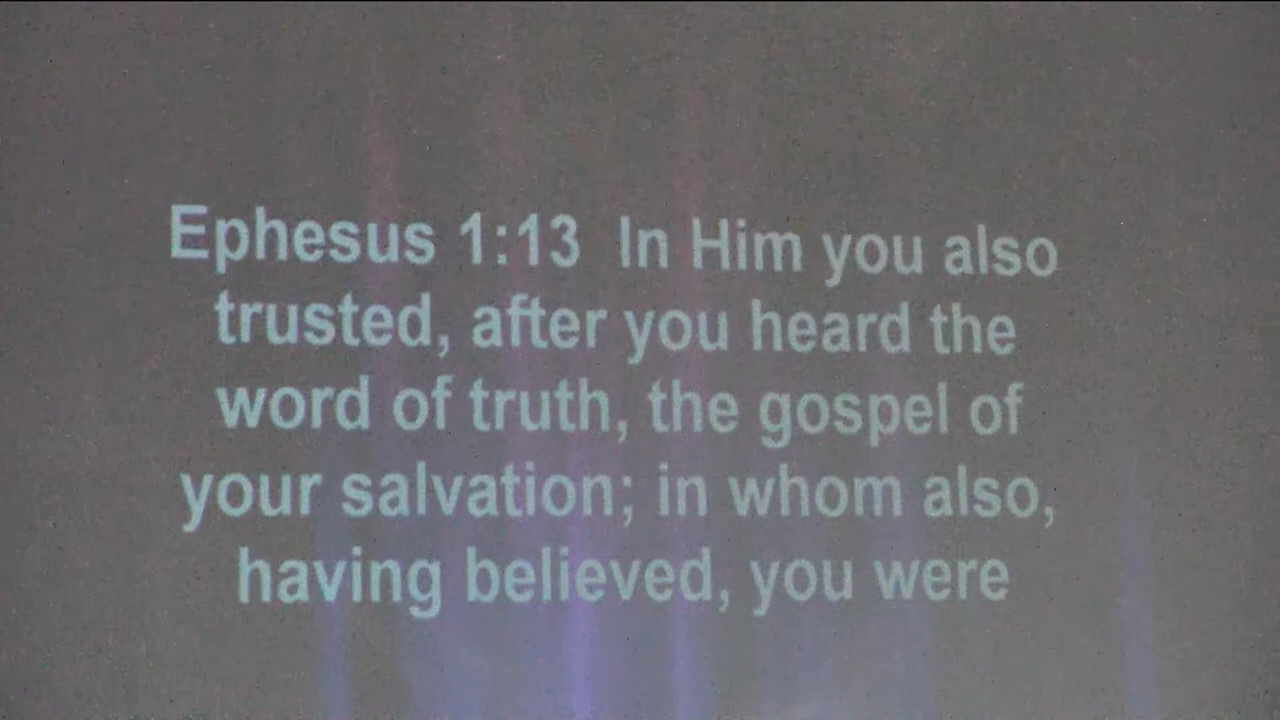 Ephesus 1:13 In Him you also
trusted, after you heard the
word of truth, the gospel of
your salvation; in whom also,
having believed, you were